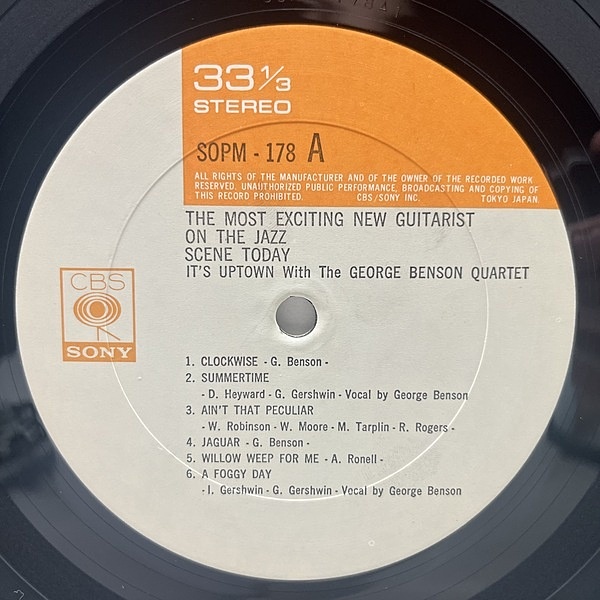 33 1/3
STEREO
SOPM - 178 A
ALL RIGHTS OF THE MANUFACTURER AND OF THE OWNER OF THE RECORDED WORK
RESERVED. UNAUTHORIZED PUBLIC PERFORMANCE, BROADCASTING AND COPYING OF
THIS RECORD PROHIBITED. CBS/SONY INC. TOKYO JAPAN.
THE MOST EXCITING NEW GUITARIST
ON THE JAZZ
SCENE TODAY
IT'S UPTOWN With The GEORGE BENSON QUARTET
CBS
SONY
1. CLOCKWISE - G. Benson -
2. SUMMERTIME
- D. Heyward - G. Gershwin - Vocal by George Benson
3. AIN'T THAT PECULIAR
- W. Robinson - W. Moore - M. Tarplin - R. Rogers -
4. JAGUAR - G. Benson -
5. WILLOW WEEP FOR ME - A. Ronell -
6. A FOGGY DAY
- I. Gershwin - G. Gershwin - Vocal by George Benson